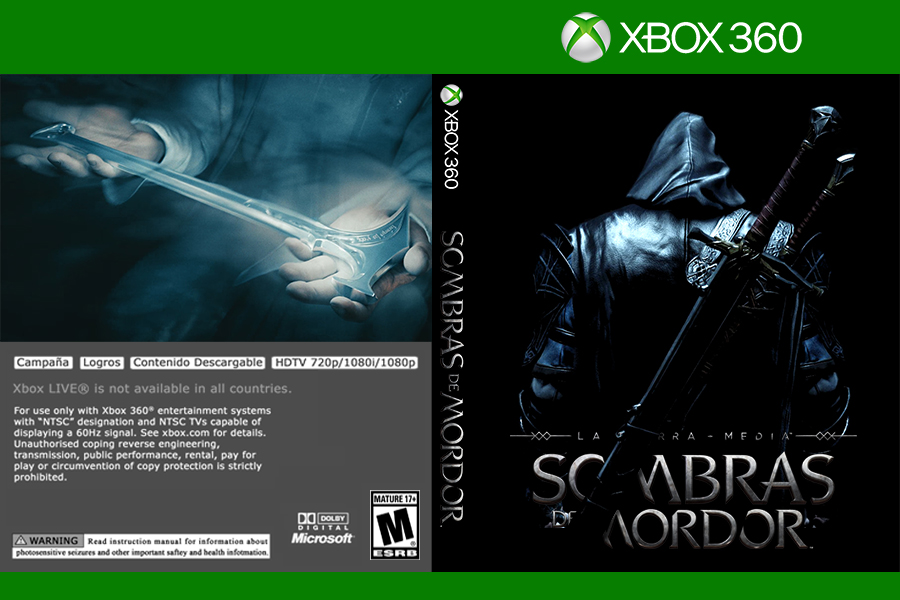 XBOX 360
Campaña Logros Contenido Descargable HDTV 720p/1080i/1080p
Xbox LIVE® is not available in all countries.
For use only with Xbox 360® entertainment systems
with “NTSC” designation and NTSC TVs capable of
displaying a 60Hz signal. See xbox.com for details.
Unauthorised coping reverse engineering,
transmission, public performance, rental, pay for
play or circumvention of copy protection is strictly
prohibited.
WARNING Read instruction manual for information about
photosensitive seizures and other important saftey and health infotmation.
DOLBY
DIGITAL
Microsoft
MATURE 17+
M
ESRB
XBOX 360
SOMBRAS DE MORDOR
LA TIERRA-MEDIA
SOMBRAS
DE MORDOR